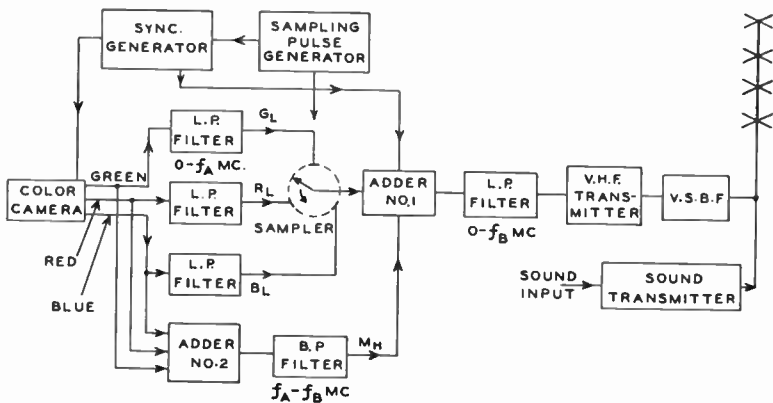 SYNC.
GENERATOR
SAMPLING
PULSE
GENERATOR
L.P.
FILTER
G_L
GREEN
0-f_A MC.
COLOR
CAMERA
L.P.
FILTER
R_L
SAMPLER
ADDER
NO.1
L.P.
FILTER
0-f_B MC
V.H.F.
TRANS-
MITTER
V.S.B.F
RED
BLUE
L.P.
FILTER
B_L
SOUND
INPUT
SOUND
TRANSMITTER
ADDER
NO.2
B.P
FILTER
M_H
f_A-f_B MC